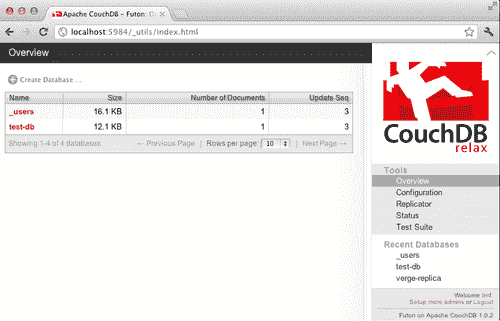 Apache CouchDB – Futon: O
localhost:5984/_utils/index.html
Overview
Create Database ...
Name Size Number of Documents Update Seq
_users 16.1 KB 1 3
test-db 12.1 KB 1 3
Showing 1-4 of 4 databases ← Previous Page | Rows per page: 10 | Next Page →
CouchDB
relax
Tools
Overview
Configuration
Replicator
Status
Test Suite
Recent Databases
_users
test-db
verge-replica
Welcome
Setup more admins or Logout
Futon on Apache CouchDB 1.0.2